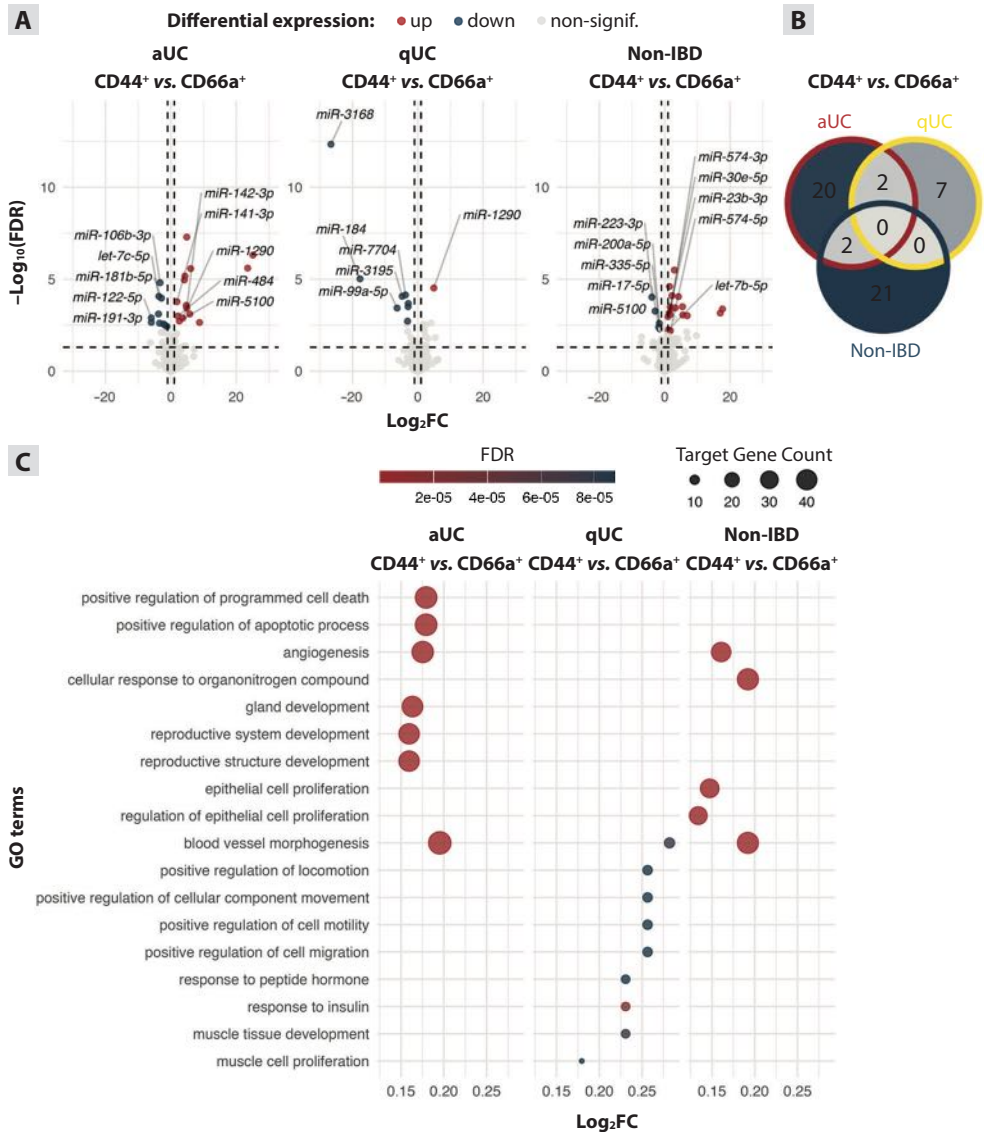 A
Differential expression: up down non-signif.
aUC
CD44⁺ vs. CD66a⁺
qUC
CD44⁺ vs. CD66a⁺
Non-IBD
CD44⁺ vs. CD66a⁺
−Log₁₀(FDR)
10
5
0
miR-142-3p
miR-141-3p
miR-106b-3p
let-7c-5p
miR-181b-5p
miR-122-5p
miR-191-3p
miR-1290
miR-484
miR-5100
−20 0 20
10
5
0
miR-3168
miR-184
miR-7704
miR-3195
miR-99a-5p
miR-1290
−20 0 20
10
5
0
miR-574-3p
miR-30e-5p
miR-23b-3p
miR-574-5p
miR-223-3p
miR-200a-5p
miR-335-5p
miR-17-5p
miR-5100
let-7b-5p
−20 0 20
Log₂FC
B
CD44⁺ vs. CD66a⁺
aUC
qUC
20
2
7
0
2
0
21
Non-IBD
C
FDR
2e-05 4e-05 6e-05 8e-05
Target Gene Count
10 20 30 40
aUC
CD44⁺ vs. CD66a⁺
qUC
CD44⁺ vs. CD66a⁺
Non-IBD
CD44⁺ vs. CD66a⁺
GO terms
positive regulation of programmed cell death
positive regulation of apoptotic process
angiogenesis
cellular response to organonitrogen compound
gland development
reproductive system development
reproductive structure development
epithelial cell proliferation
regulation of epithelial cell proliferation
blood vessel morphogenesis
positive regulation of locomotion
positive regulation of cellular component movement
positive regulation of cell motility
positive regulation of cell migration
response to peptide hormone
response to insulin
muscle tissue development
muscle cell proliferation
0.15 0.20 0.25
0.15 0.20 0.25
0.15 0.20 0.25
Log₂FC